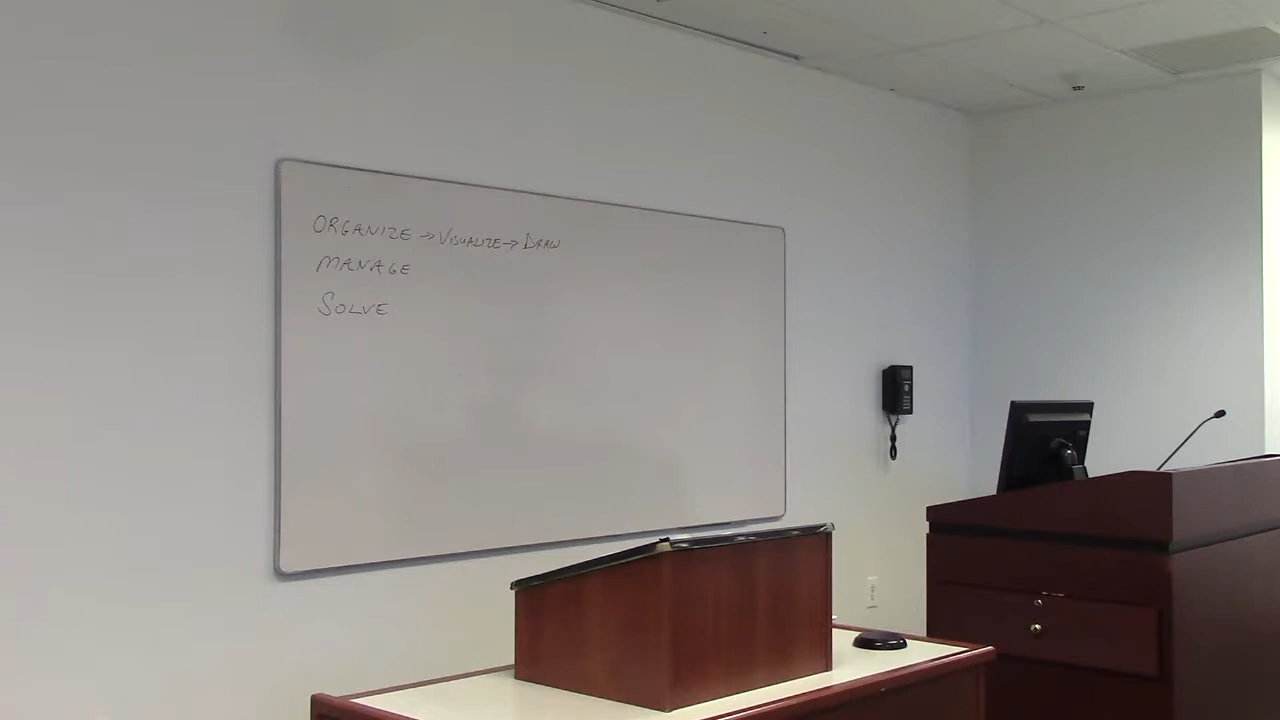 ORGANIZE → VISUALIZE → DRAW
MANAGE
SOLVE